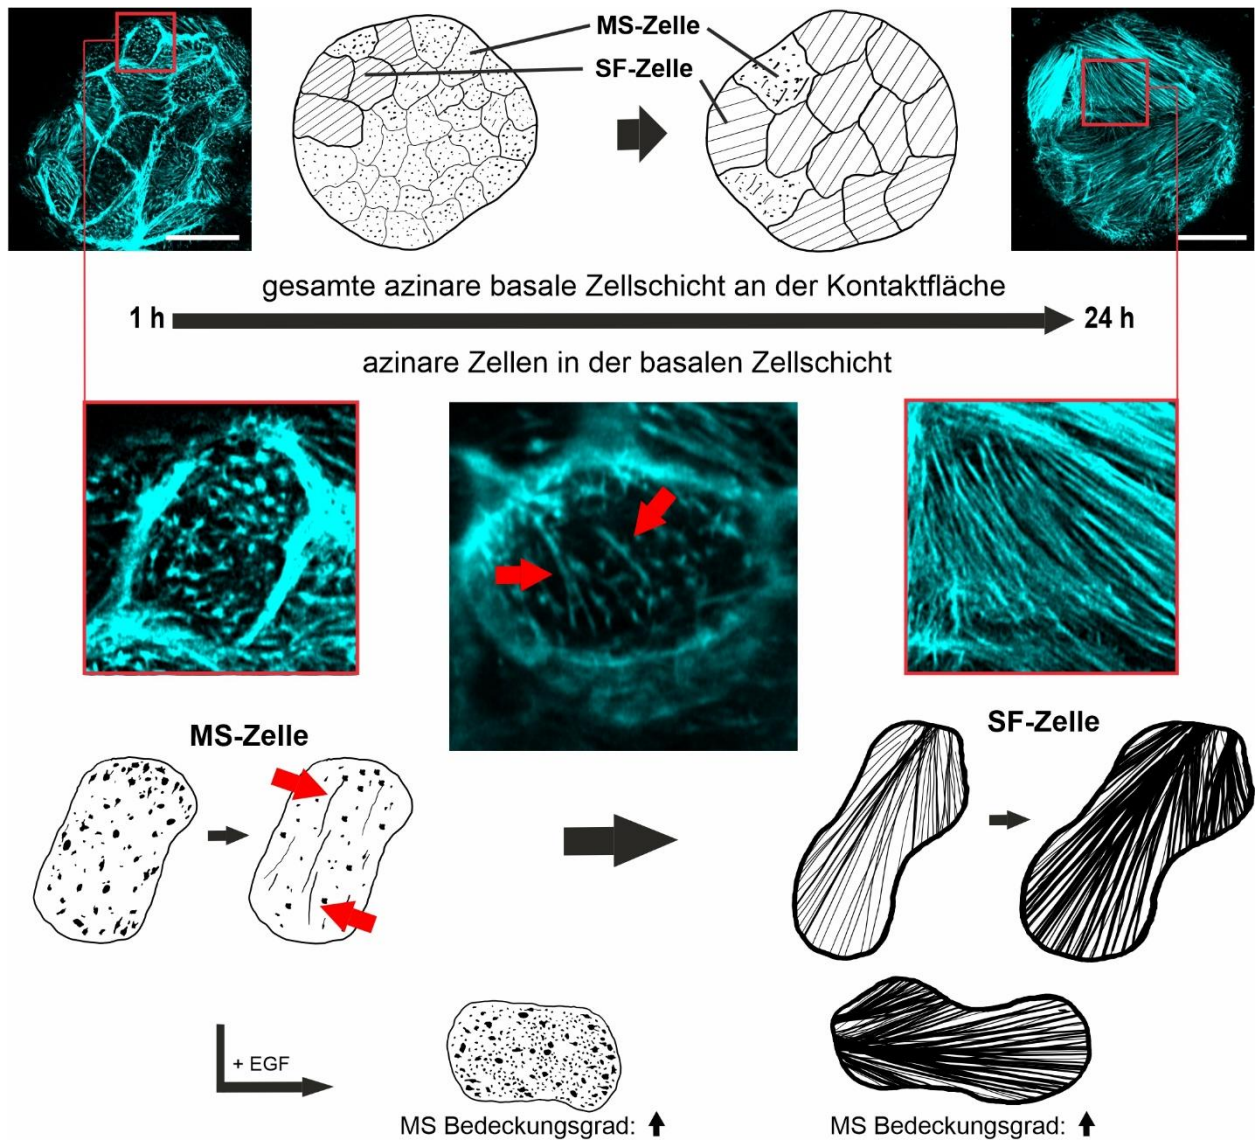 MS-Zelle
SF-Zelle
gesamte azinare basale Zellschicht an der Kontaktfläche
1 h
24 h
azinare Zellen in der basalen Zellschicht
MS-Zelle
SF-Zelle
+ EGF
MS Bedeckungsgrad:
MS Bedeckungsgrad: